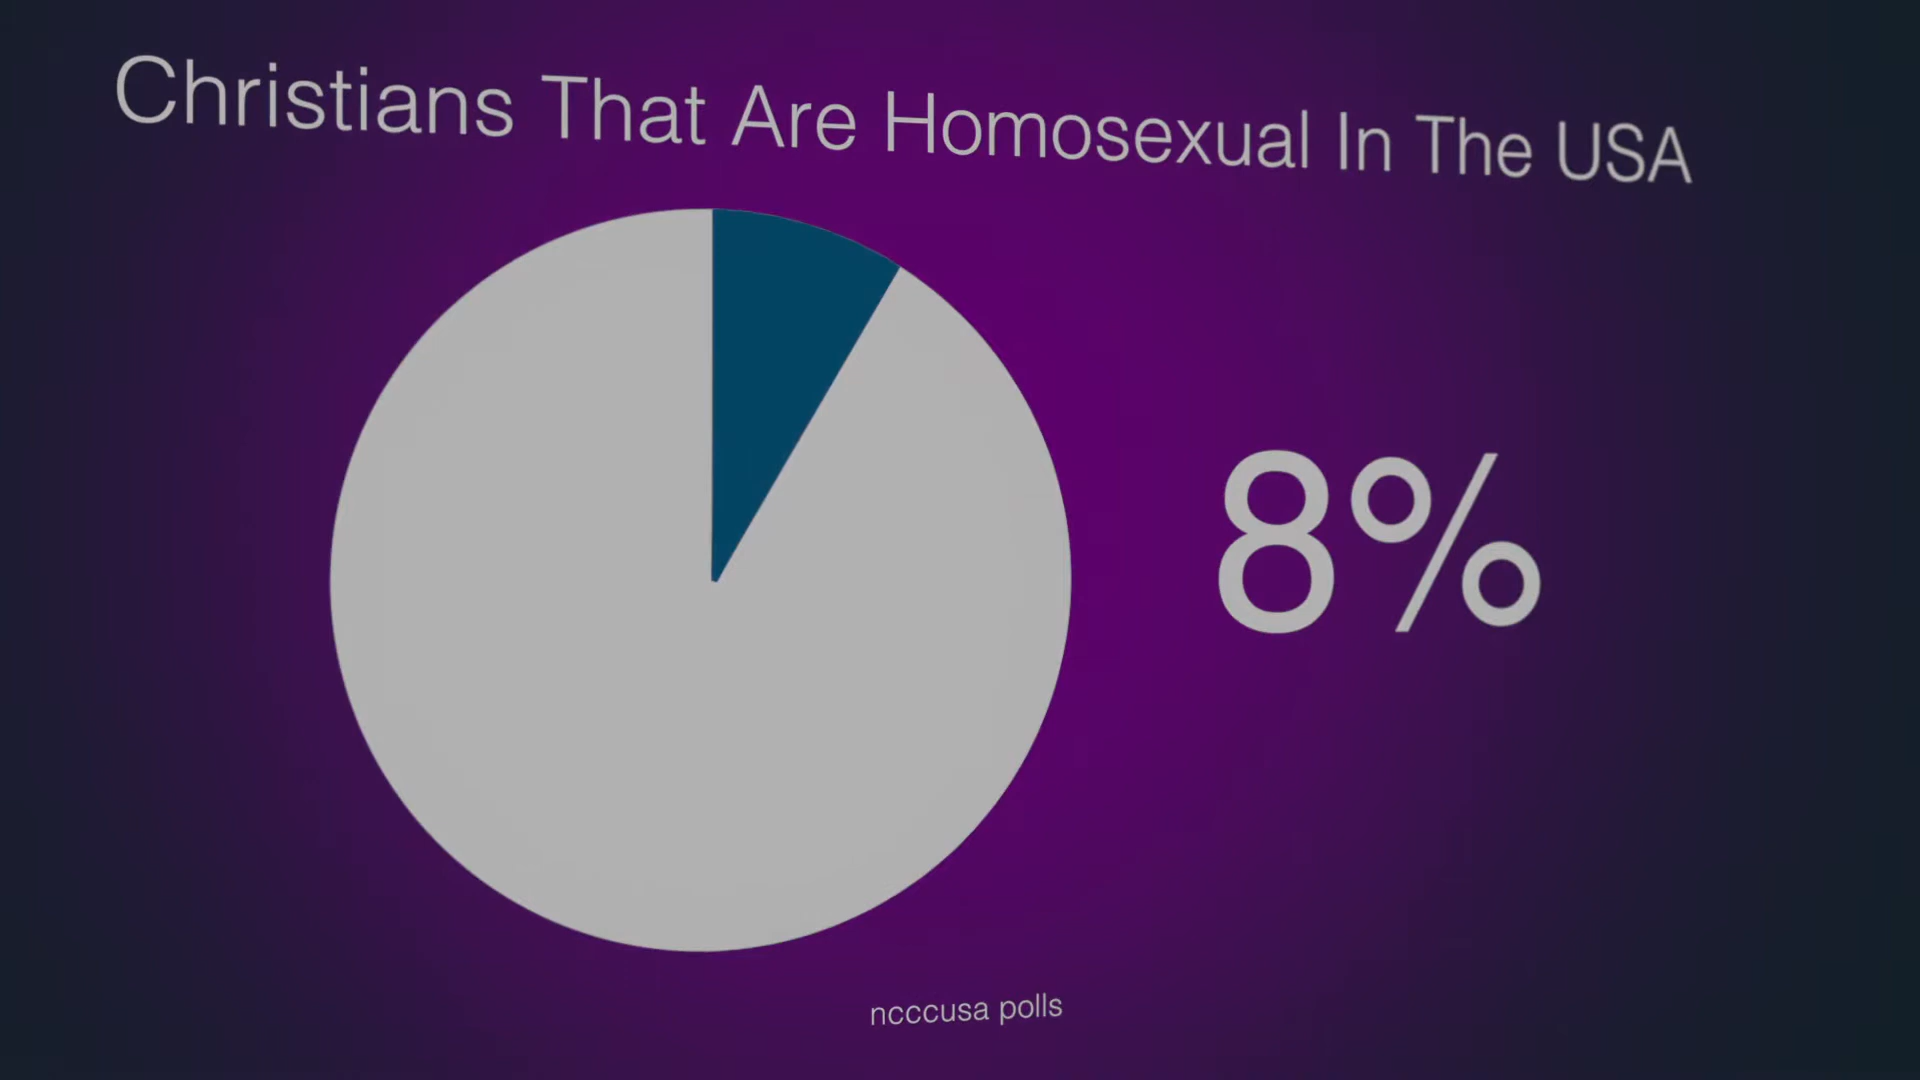 Christians That Are Homosexual In The USA
8%
ncccusa polls